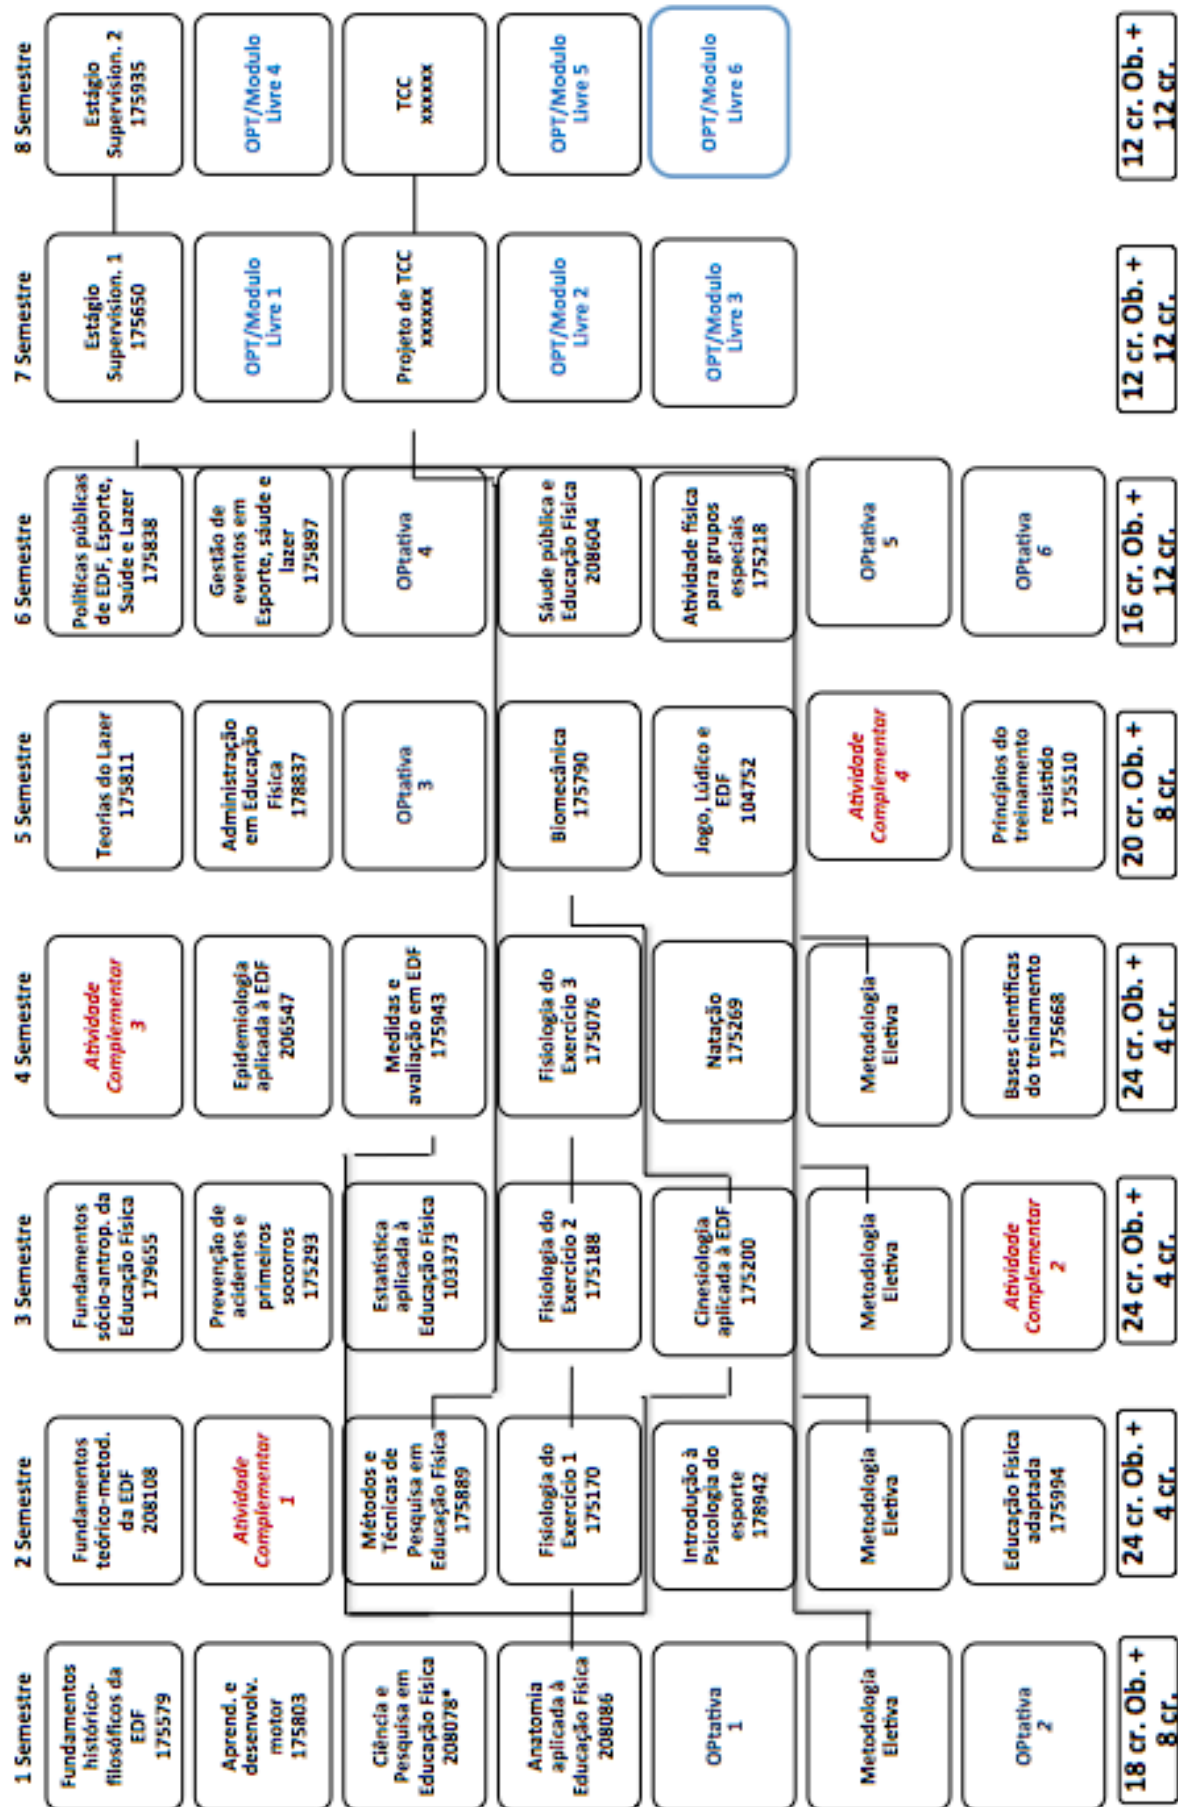 1 Semestre
Fundamentos
histórico-
filosóficos da
EDF
175579
Aprend. e
desenvolv.
motor
175803
Ciência e
Pesquisa em
Educação Física
208078*
Anatomia
aplicada à
Educação Física
208086
OPtativa
1
Metodologia
Eletiva
OPtativa
2
18 cr. Ob. +
8 cr.
2 Semestre
Fundamentos
teórico-metod.
da EDF
208108
Atividade
Complementar
1
Métodos e
Técnicas de
Pesquisa em
Educação Física
175889
Fisiologia do
Exercício 1
175170
Introdução à
Psicologia do
esporte
178942
Metodologia
Eletiva
Educação Física
adaptada
175994
24 cr. Ob. +
4 cr.
3 Semestre
Fundamentos
sócio-antrop. da
Educação Física
179655
Prevenção de
acidentes e
primeiros
socorros
175293
Estatística
aplicada à
Educação Física
103373
Fisiologia do
Exercício 2
175188
Cinesiologia
aplicada à EDF
175200
Metodologia
Eletiva
Atividade
Complementar
2
24 cr. Ob. +
4 cr.
4 Semestre
Atividade
Complementar
3
Epidemiologia
aplicada à EDF
206547
Medidas e
avaliação em EDF
175943
Fisiologia do
Exercício 3
175076
Natação
175269
Metodologia
Eletiva
Bases científicas
do treinamento
175668
24 cr. Ob. +
4 cr.
5 Semestre
Teorias do Lazer
175811
Administração
em Educação
Física
178837
OPtativa
3
Biomecânica
175790
Jogo, Lúdico e
EDF
104752
Atividade
Complementar
4
Princípios do
treinamento
resistido
175510
20 cr. Ob. +
8 cr.
6 Semestre
Políticas públicas
de EDF, Esporte,
Saúde e Lazer
175838
Gestão de
eventos em
Esporte, sáude e
lazer
175897
OPtativa
4
Sáude pública e
Educação Física
208604
Atividade física
para grupos
especiais
175218
OPtativa
5
OPtativa
6
16 cr. Ob. +
12 cr.
7 Semestre
Estágio
Supervision. 1
175650
OPT/Modulo
Livre 1
Projeto de TCC
xxxxxx
OPT/Modulo
Livre 2
OPT/Modulo
Livre 3
12 cr. Ob. +
12 cr.
8 Semestre
Estágio
Supervision. 2
175935
OPT/Modulo
Livre 4
TCC
xxxxxx
OPT/Modulo
Livre 5
OPT/Modulo
Livre 6
12 cr. Ob. +
12 cr.